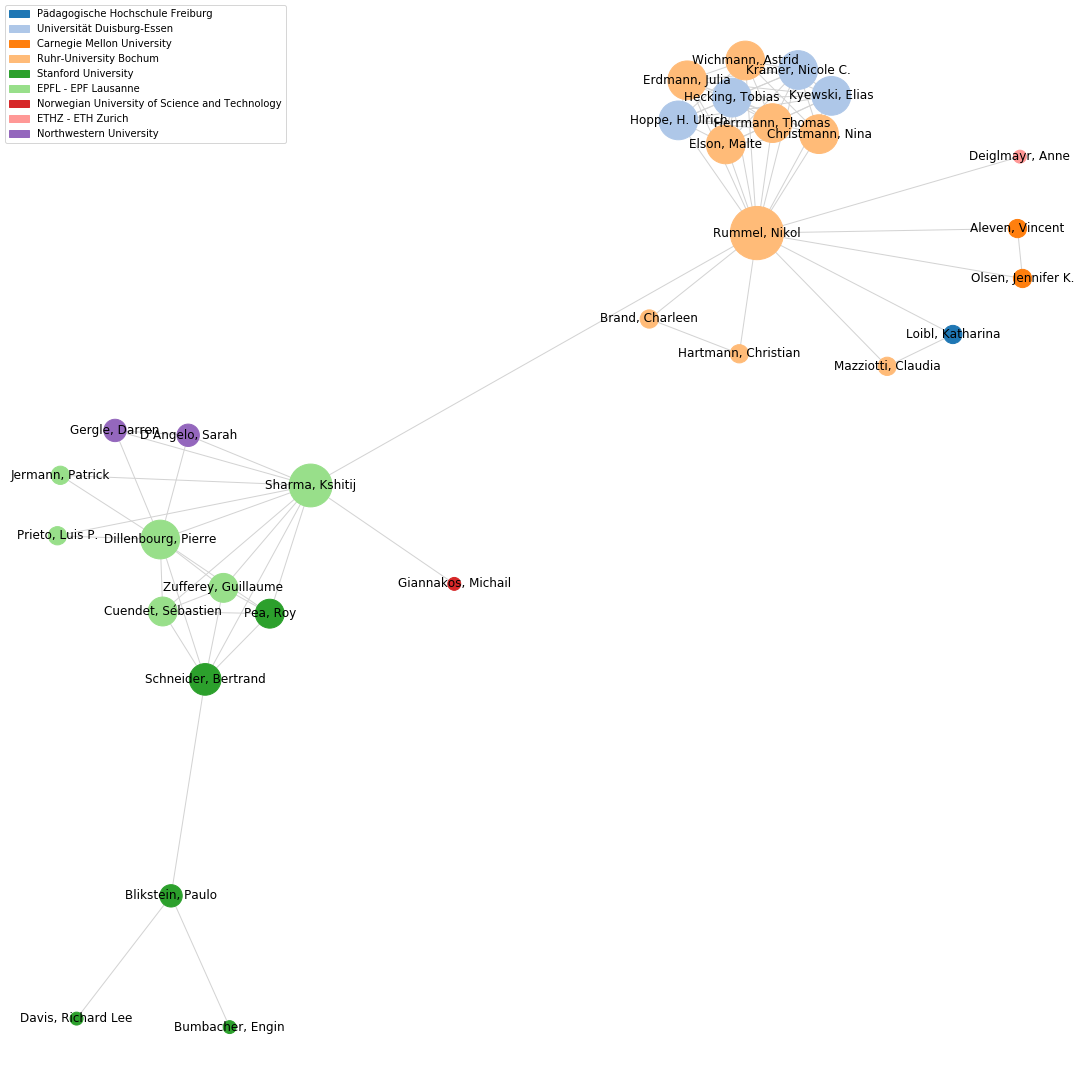 Pädagogische Hochschule Freiburg
Universität Duisburg-Essen
Carnegie Mellon University
Ruhr-University Bochum
Stanford University
EPFL - EPF Lausanne
Norwegian University of Science and Technology
ETHZ - ETH Zurich
Northwestern University
Wichmann, Astrid
Krämer, Nicole C.
Erdmann, Julia
Hecking, Tobias
Kyewski, Elias
Hoppe, H. Ulrich
Herrmann, Thomas
Christmann, Nina
Elson, Malte
Deiglmayr, Anne
Aleven, Vincent
Rummel, Nikol
Olsen, Jennifer K.
Brand, Charleen
Loibl, Katharina
Hartmann, Christian
Mazziotti, Claudia
Gergle, Darren
D'Angelo, Sarah
Jermann, Patrick
Sharma, Kshitij
Prieto, Luis P.
Dillenbourg, Pierre
Giannakos, Michail
Zufferey, Guillaume
Cuendet, Sébastien
Pea, Roy
Schneider, Bertrand
Blikstein, Paulo
Davis, Richard Lee
Bumbacher, Engin